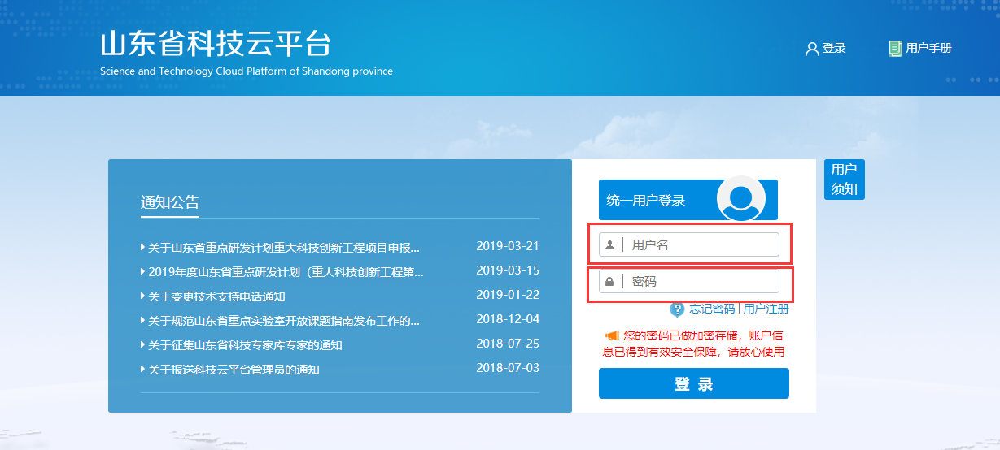 山东省科技云平台
Science and Technology Cloud Platform of Shandong province
登录
用户手册
通知公告
关于山东省重点研发计划重大科技创新工程项目申报... 2019-03-21
2019年度山东省重点研发计划（重大科技创新工程第... 2019-03-15
关于变更技术支持电话通知 2019-01-22
关于规范山东省重点实验室开放课题指南发布工作的... 2018-12-04
关于征集山东省科技专家库专家的通知 2018-07-25
关于报送科技云平台管理员的通知 2018-07-03
统一用户登录
用户名
密码
忘记密码 | 用户注册
您的密码已做加密存储，账户信
息已得到有效安全保障，请放心使用
登 录
用户
须知